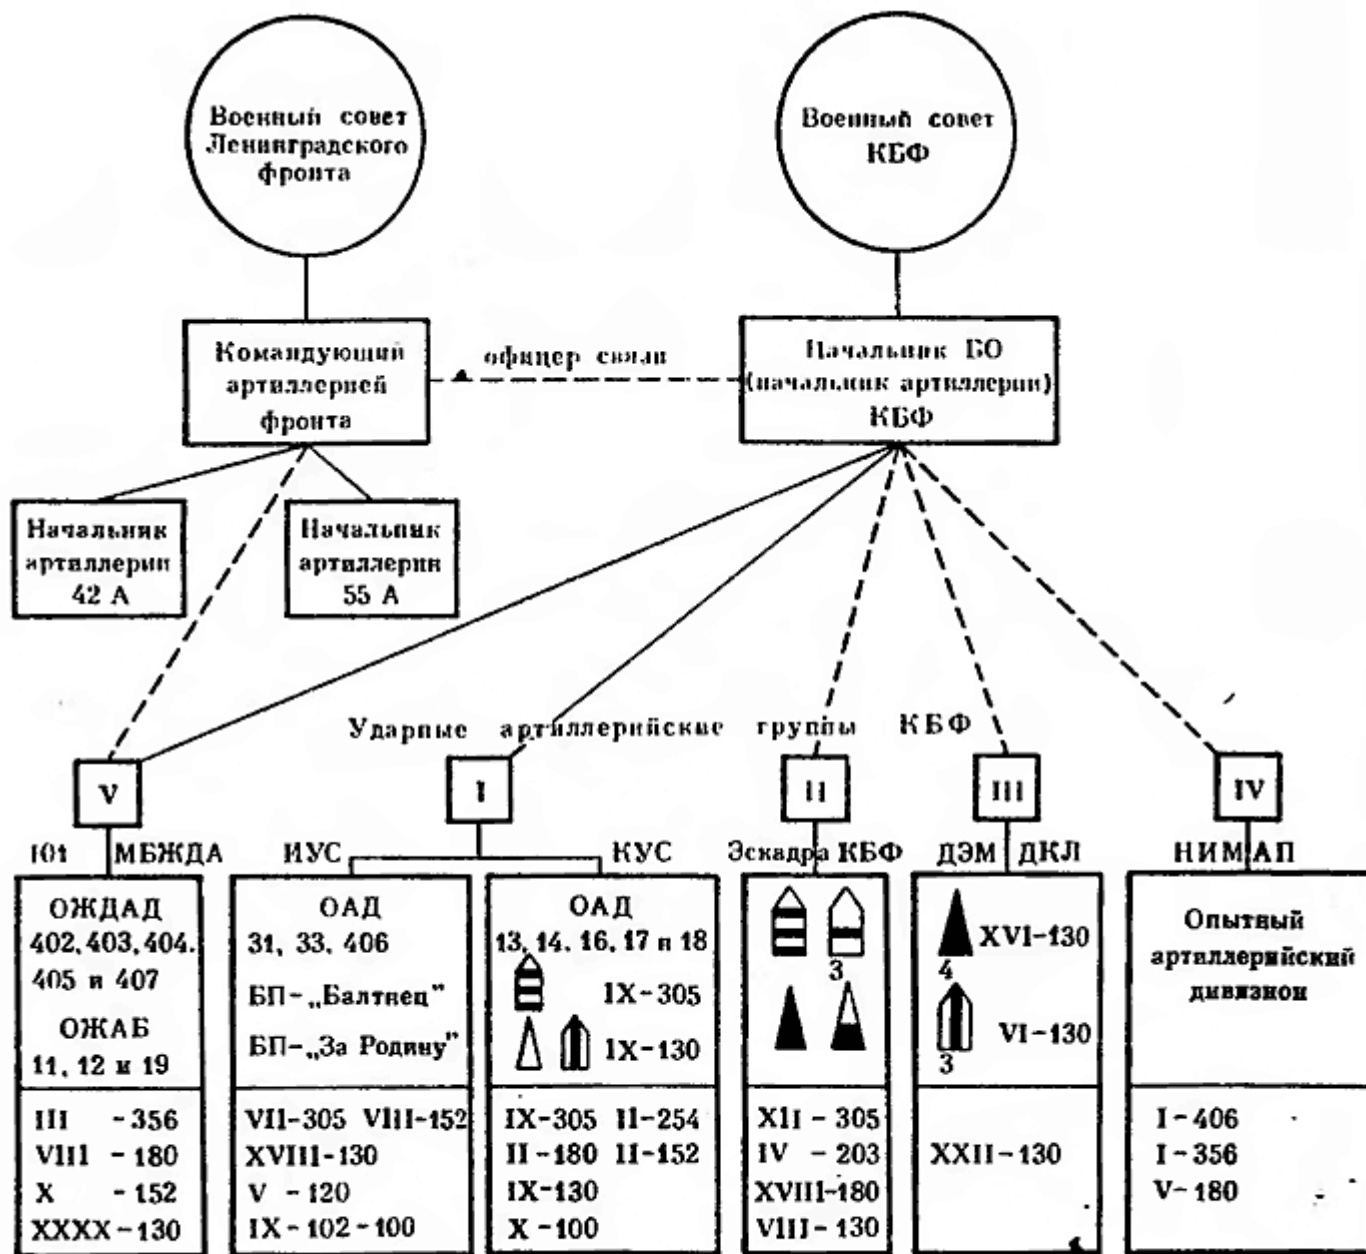 Военный совет
Ленинградского
фронта
Военный совет
КБФ
Командующий
артиллерией
фронта
офицер связи
Начальник БО
(начальник артиллерии)
КБФ
Начальник
артиллерии
42 А
Начальник
артиллерии
55 А
Ударные артиллерийские группы КБФ
V
I
II
III
IV
101 МБЖДА
ИУС
КУС
Эскадра КБФ
ДЭМ ДКЛ
НИМАП
ОЖДАД
402, 403, 404.
405 и 407
ОЖАБ
11, 12 и 19
III - 356
VIII - 180
X - 152
XXXX - 130
ОАД
31, 33, 406
БП-„Балтиец"
БП-„За Родину"
VII-305 VIII-152
XVIII-130
V - 120
IX - 102 - 100
ОАД
13, 14, 16, 17 и 18
IX-305
IX-130
IX-305 II-254
II-180 II-152
IX-130
X - 100
3
XII - 305
IV - 203
XVIII-180
VIII-130
XVI-130
4
VI-130
3
XXII-130
Опытный
артиллерийский
дивизион
I - 406
I - 356
V - 180